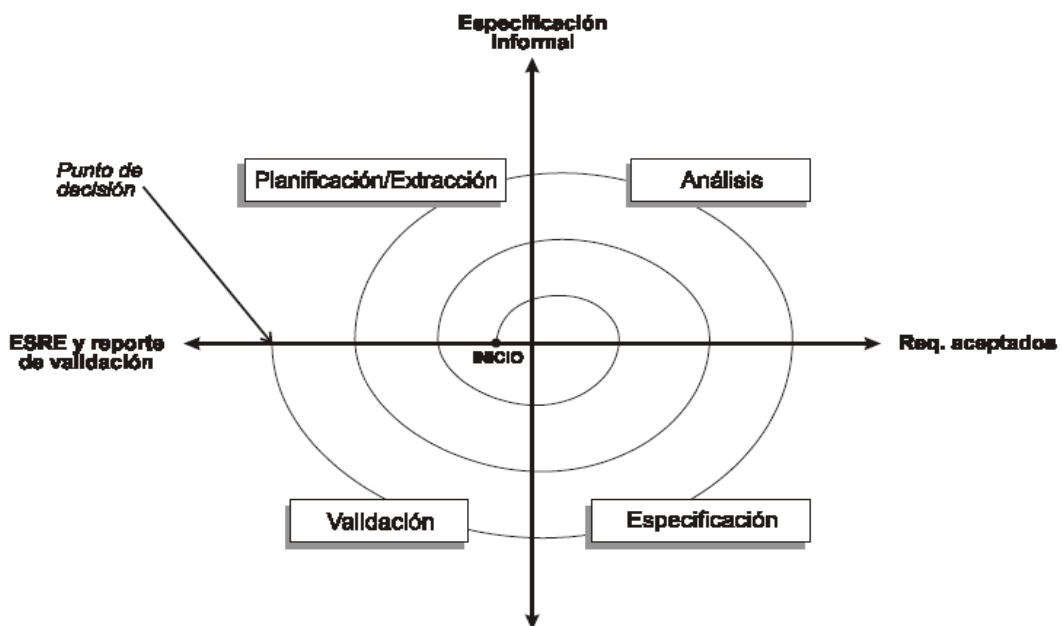 Especificación
Informal
Punto de
decisión
Planificación/Extracción
Análisis
ESRE y reporte
de validación
INICIO
Req. aceptados
Validación
Especificación